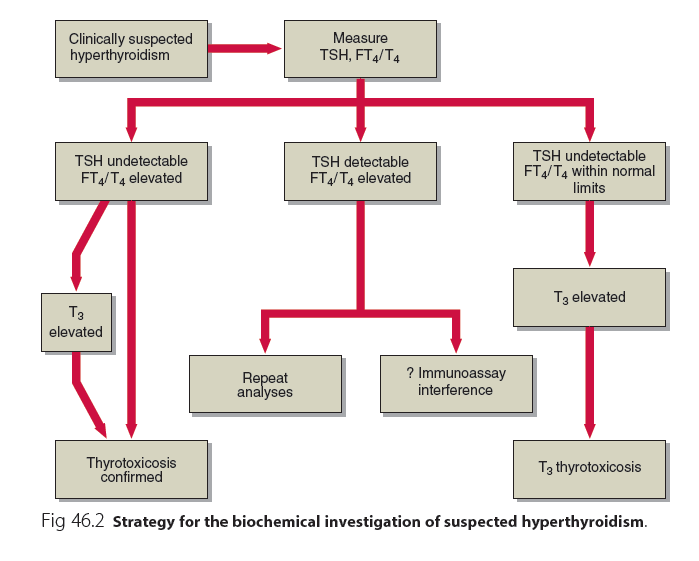 Clinically suspected
hyperthyroidism
Measure
TSH, FT₄/T₄
TSH undetectable
FT₄/T₄ elevated
TSH detectable
FT₄/T₄ elevated
TSH undetectable
FT₄/T₄ within normal
limits
T₃
elevated
T₃ elevated
Repeat
analyses
? Immunoassay
interference
Thyrotoxicosis
confirmed
T₃ thyrotoxicosis
Fig 46.2 Strategy for the biochemical investigation of suspected hyperthyroidism.